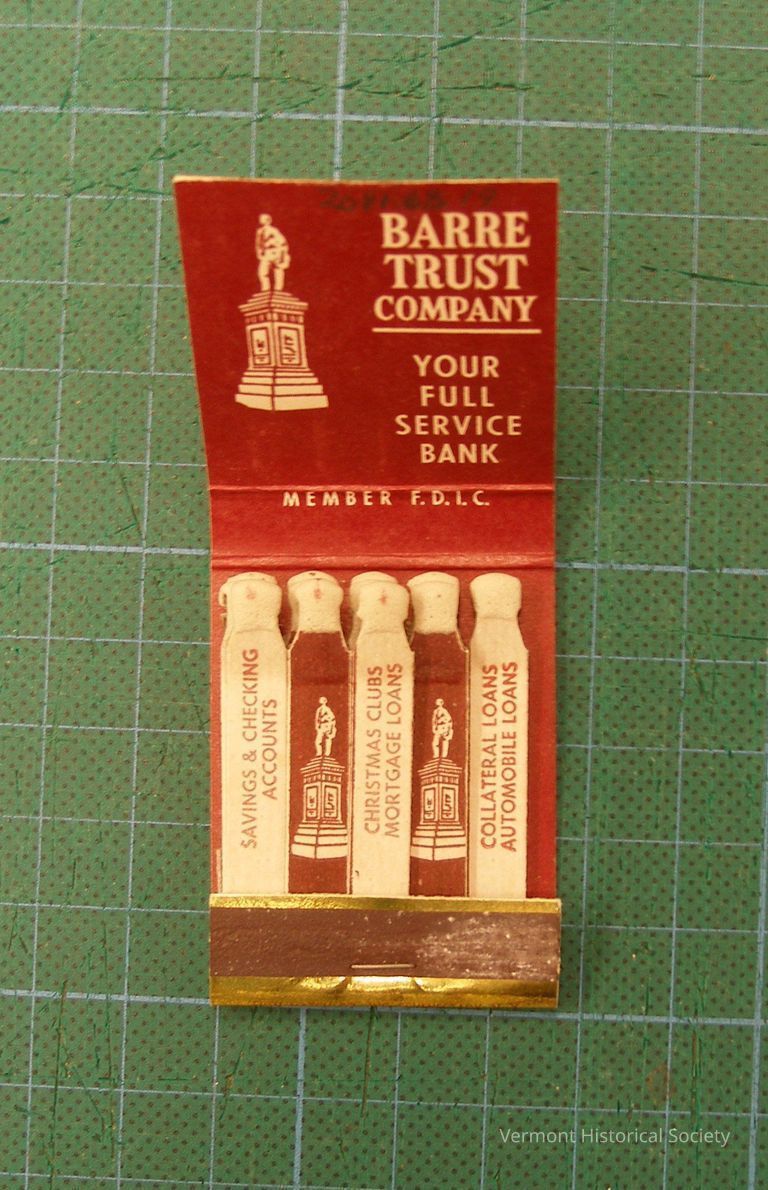 BARRE
TRUST
COMPANY
YOUR
FULL
SERVICE
BANK
MEMBER F.D.I.C.
SAVINGS & CHECKING
ACCOUNTS
CHRISTMAS CLUBS
MORTGAGE LOANS
COLLATERAL LOANS
AUTOMOBILE LOANS
Vermont Historical Society